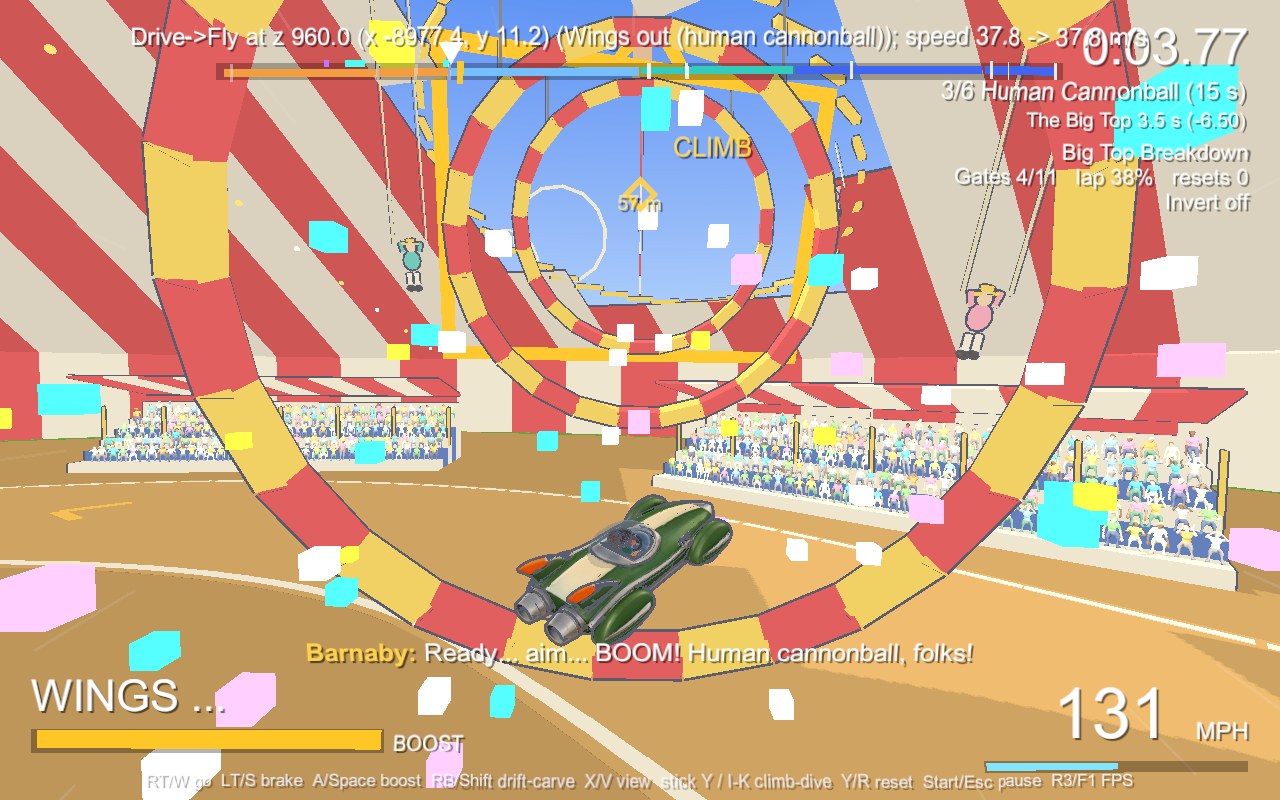 Drive->Fly at z 960.0 (x -8977.4, y 11.2) (Wings out (human cannonball)); speed 37.8 -> 37.8 m/s
0:03.77
3/6 Human Cannonball (15 s)
The Big Top 3.5 s (-6.50)
Big Top Breakdown
Gates 4/11 lap 38% resets 0
Invert off
CLIMB
57 m
Barnaby: Ready... aim... BOOM! Human cannonball, folks!
WINGS ...
BOOST
131 MPH
RT/W go LT/S brake A/Space boost RB/Shift drift-carve X/V view stick Y / I-K climb-dive Y/R reset Start/Esc pause R3/F1 FPS